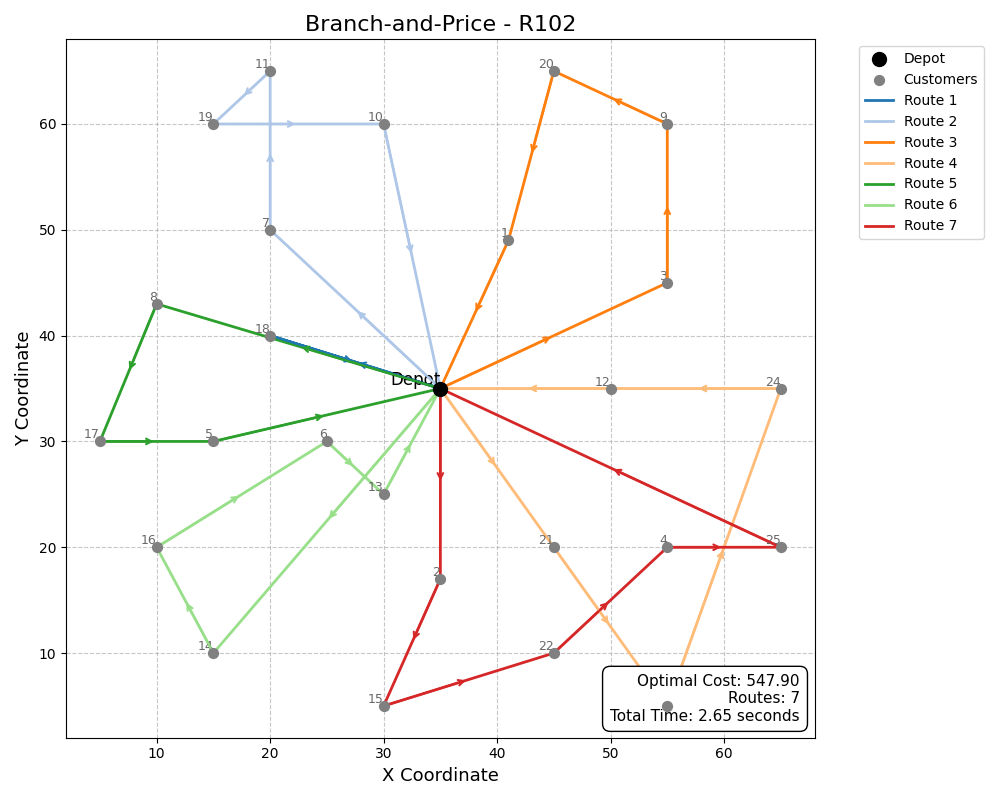 Branch-and-Price - R102
Depot
Customers
Route 1
Route 2
Route 3
Route 4
Route 5
Route 6
Route 7
Y Coordinate
60
50
40
30
20
10
11
20
19
10
9
7
1
3
8
18
Depot
12
24
17
5
6
13
16
21
4
25
2
14
22
15
Optimal Cost: 547.90
Routes: 7
Total Time: 2.65 seconds
10
20
30
40
50
60
X Coordinate